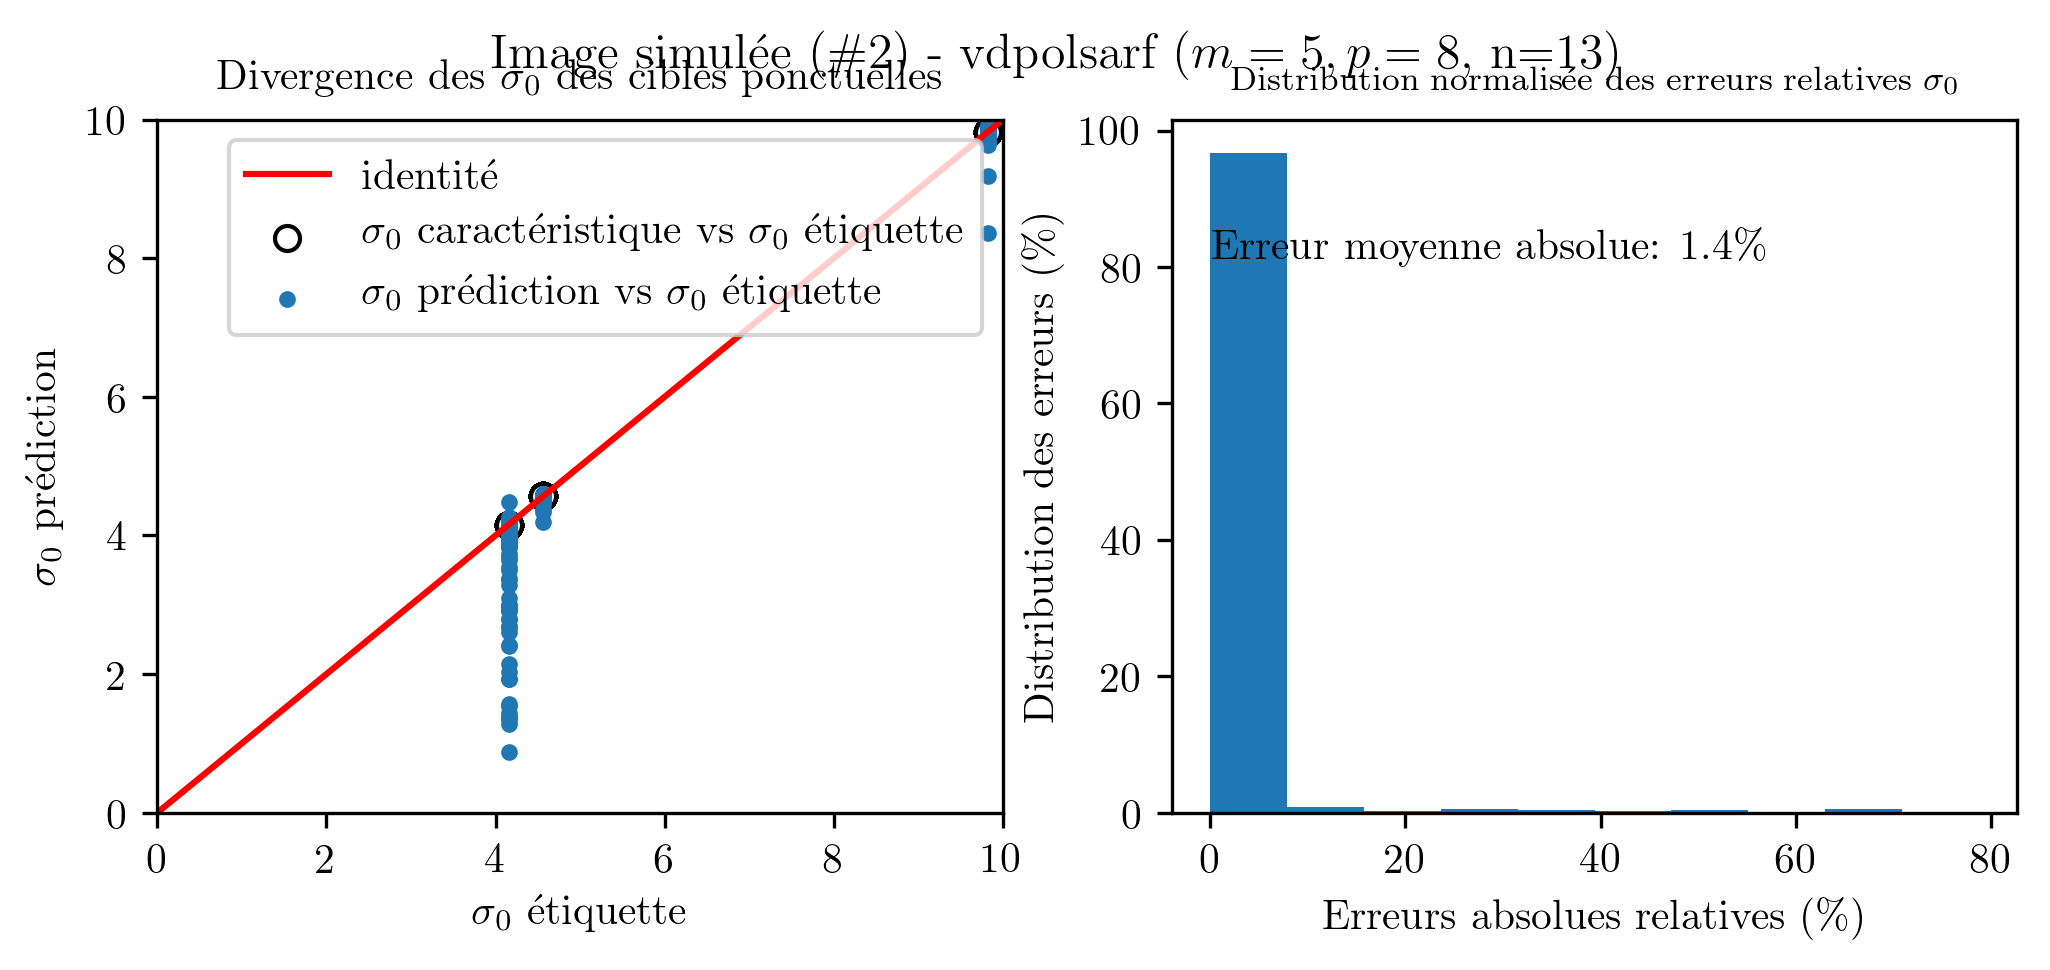 Image simulée (#2) - vdpolsarf (m = 5, p = 8, n=13)
Divergence des σ₀ des cibles ponctuelles
10
8
6
4
2
0
σ₀ prédiction
identité
σ₀ caractéristique vs σ₀ étiquette
σ₀ prédiction vs σ₀ étiquette
0 2 4 6 8 10
σ₀ étiquette
Distribution normalisée des erreurs relatives σ₀
100
80
60
40
20
0
Distribution des erreurs (%)
Erreur moyenne absolue: 1.4%
0 20 40 60 80
Erreurs absolues relatives (%)